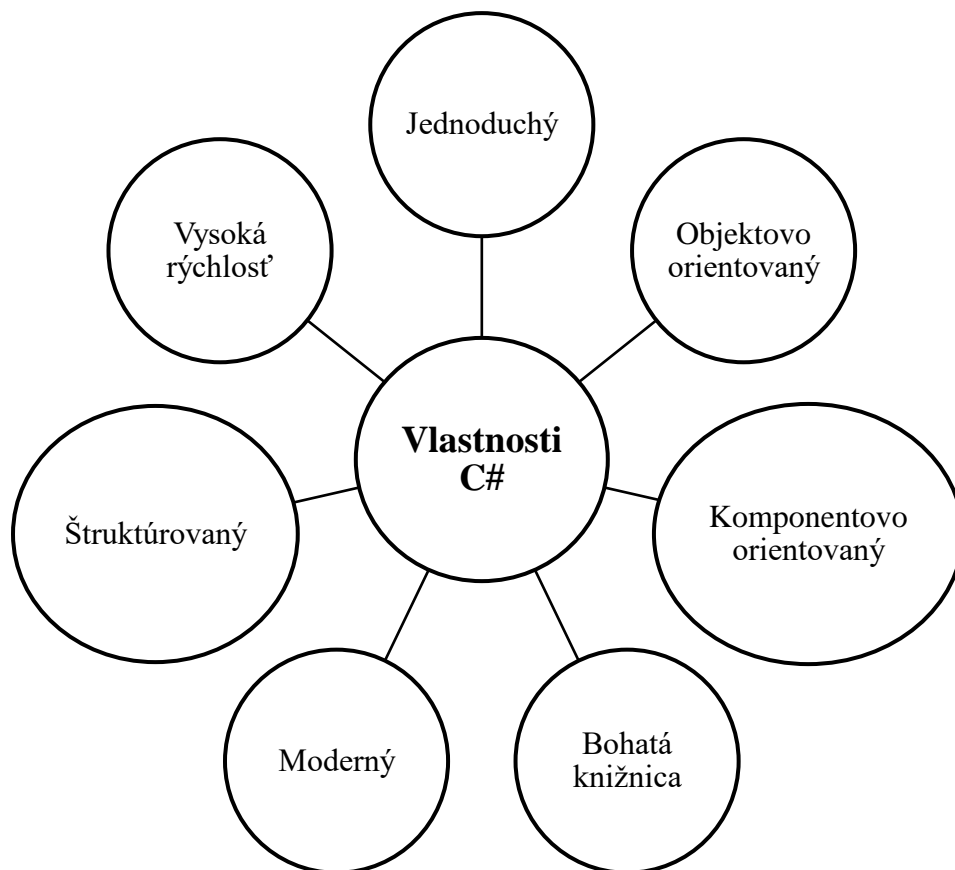 Jednoduchý
Vysoká
rýchlosť
Objektovo
orientovaný
Vlastnosti
C#
Štruktúrovaný
Komponentovo
orientovaný
Moderný
Bohatá
knižnica